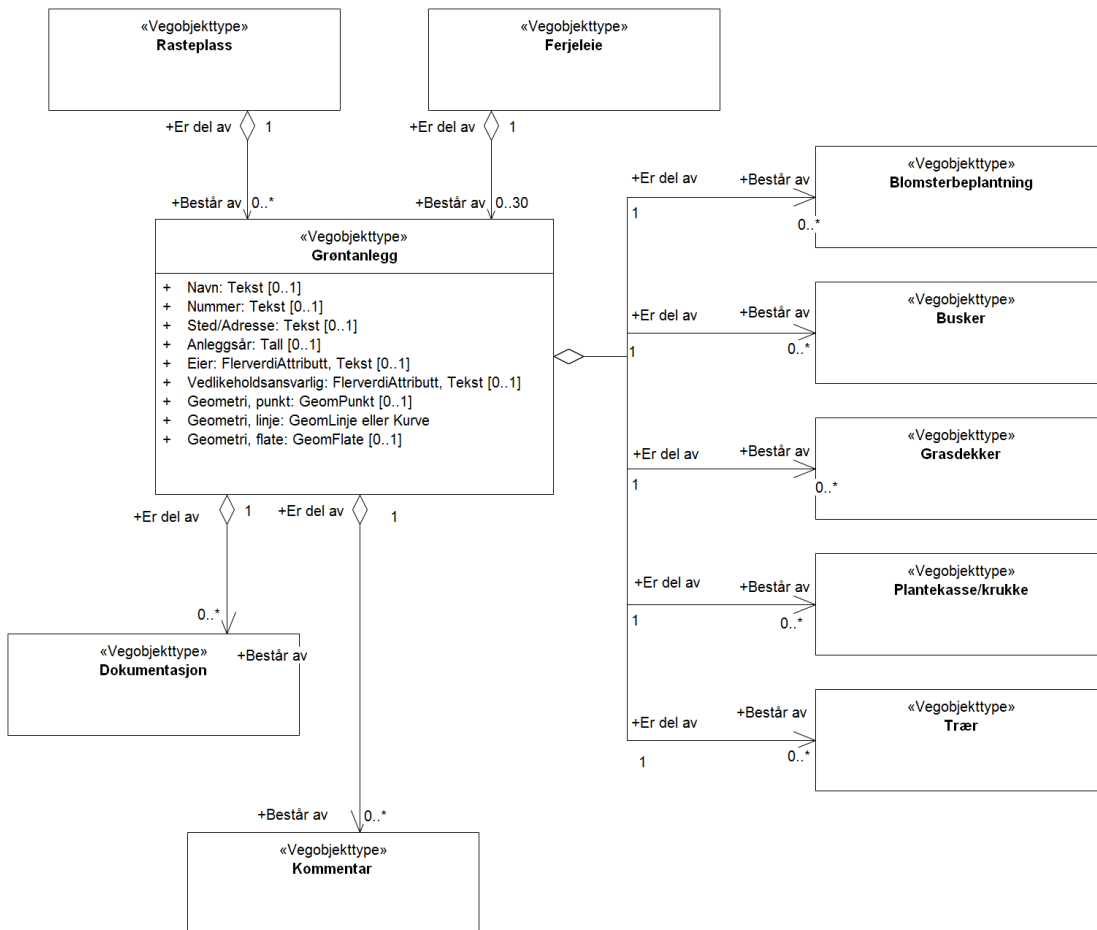 «Vegobjekttype»
Rasteplass
«Vegobjekttype»
Ferjeleie
+Er del av
1
+Er del av
1
+Består av
0..*
+Består av
0..30
«Vegobjekttype»
Grøntanlegg
+ Navn: Tekst [0..1]
+ Nummer: Tekst [0..1]
+ Sted/Adresse: Tekst [0..1]
+ Anleggsår: Tall [0..1]
+ Eier: FlerverdiAttributt, Tekst [0..1]
+ Vedlikeholdsansvarlig: FlerverdiAttributt, Tekst [0..1]
+ Geometri, punkt: GeomPunkt [0..1]
+ Geometri, linje: GeomLinje eller Kurve
+ Geometri, flate: GeomFlate [0..1]
+Er del av
1
+Består av
0..*
«Vegobjekttype»
Blomsterbeplantning
+Er del av
1
+Består av
0..*
«Vegobjekttype»
Busker
+Er del av
1
+Består av
0..*
«Vegobjekttype»
Grasdekker
+Er del av
1
+Består av
0..*
«Vegobjekttype»
Plantekasse/krukke
+Er del av
1
+Består av
0..*
«Vegobjekttype»
Trær
+Er del av
1
+Er del av
1
0..*
+Består av
«Vegobjekttype»
Dokumentasjon
+Består av
0..*
«Vegobjekttype»
Kommentar